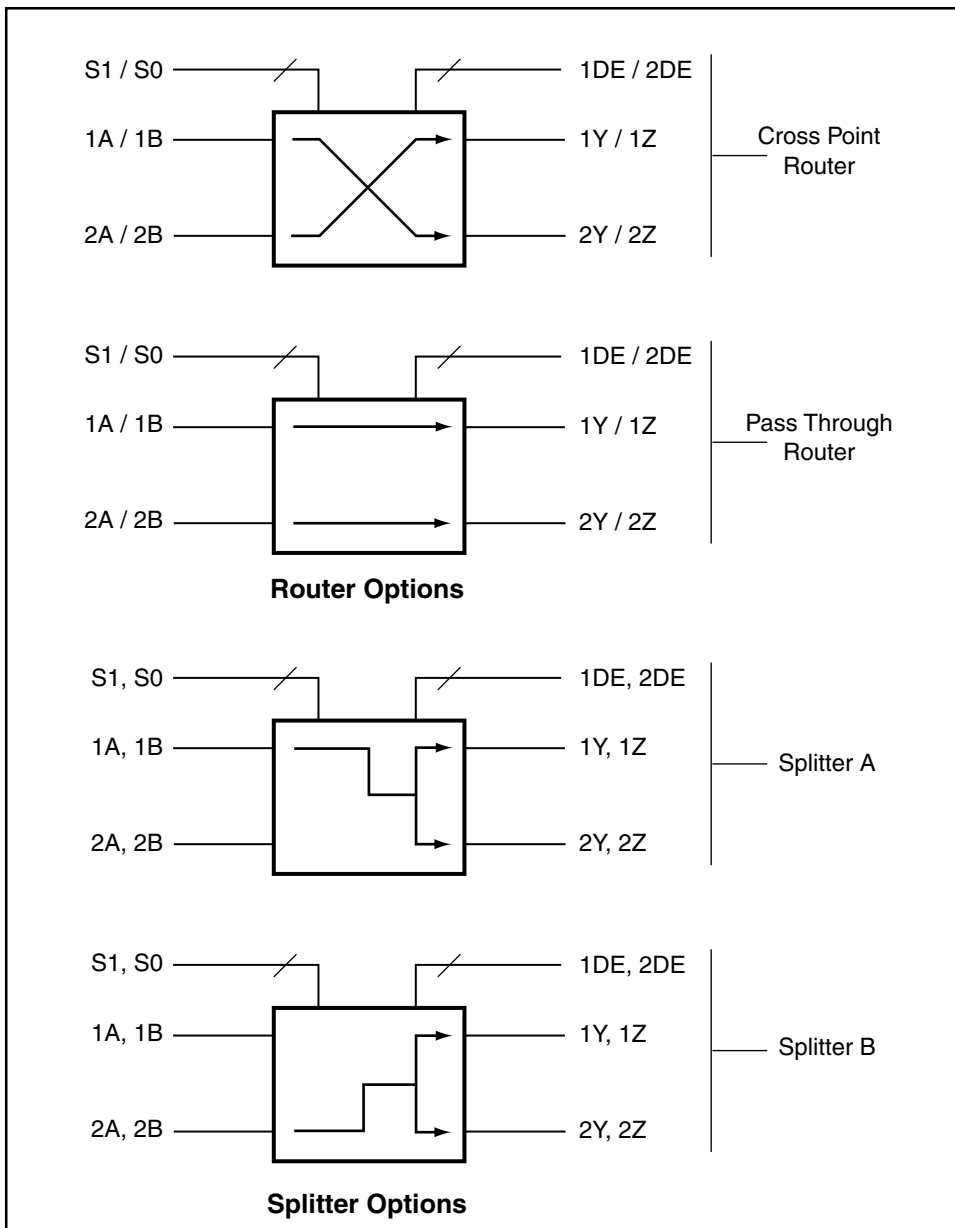 S1 / S0
1DE / 2DE
1A / 1B
1Y / 1Z
2A / 2B
2Y / 2Z
Cross Point
Router
S1 / S0
1DE / 2DE
1A / 1B
1Y / 1Z
2A / 2B
2Y / 2Z
Pass Through
Router
Router Options
S1, S0
1DE, 2DE
1A, 1B
1Y, 1Z
2A, 2B
2Y, 2Z
Splitter A
S1, S0
1DE, 2DE
1A, 1B
1Y, 1Z
2A, 2B
2Y, 2Z
Splitter B
Splitter Options